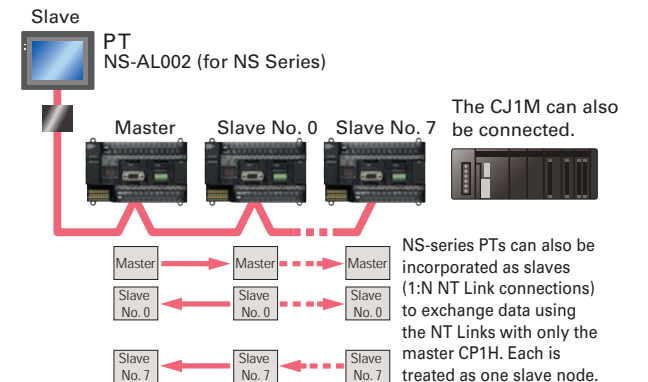 Slave
PT
NS-AL002 (for NS Series)
Master
Slave No. 0
Slave No. 7
The CJ1M can also
be connected.
Master
Master
Master
Slave
No. 0
Slave
No. 0
Slave
No. 0
Slave
No. 7
Slave
No. 7
Slave
No. 7
NS-series PTs can also be
incorporated as slaves
(1:N NT Link connections)
to exchange data using
the NT Links with only the
master CP1H. Each is
treated as one slave node.